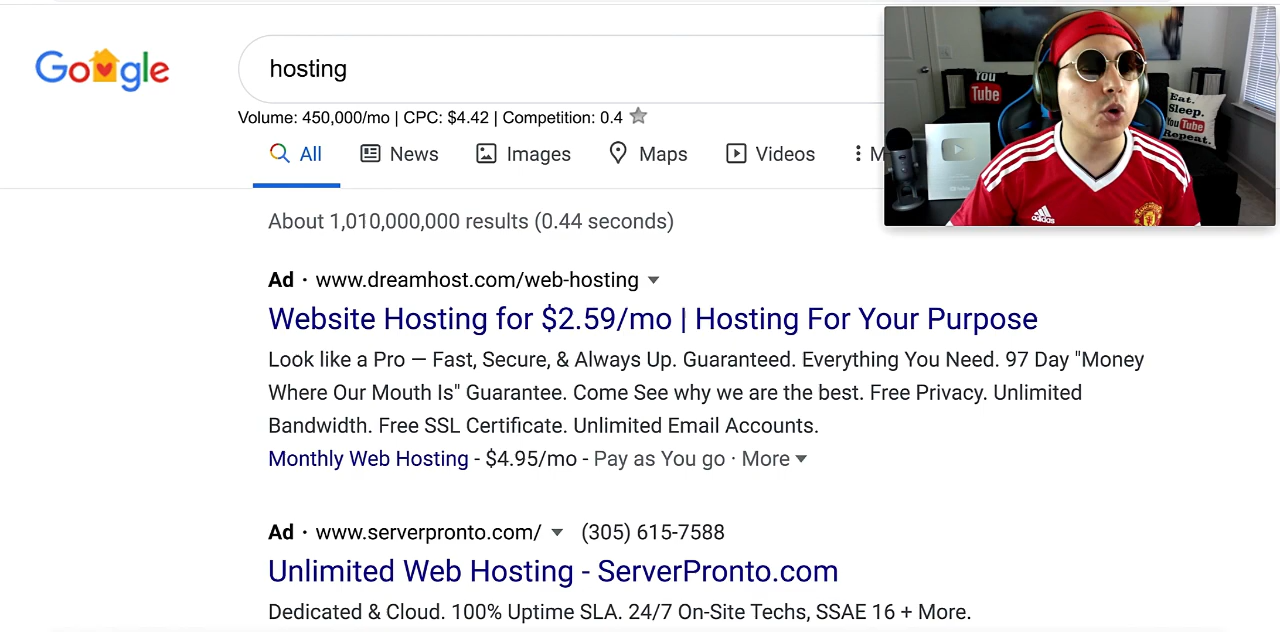 Google
hosting
Volume: 450,000/mo | CPC: $4.42 | Competition: 0.4
All
News
Images
Maps
Videos
M
About 1,010,000,000 results (0.44 seconds)
Ad · www.dreamhost.com/web-hosting
Website Hosting for $2.59/mo | Hosting For Your Purpose
Look like a Pro — Fast, Secure, & Always Up. Guaranteed. Everything You Need. 97 Day "Money
Where Our Mouth Is" Guarantee. Come See why we are the best. Free Privacy. Unlimited
Bandwidth. Free SSL Certificate. Unlimited Email Accounts.
Monthly Web Hosting - $4.95/mo - Pay as You go · More
Ad · www.serverpronto.com/ (305) 615-7588
Unlimited Web Hosting - ServerPronto.com
Dedicated & Cloud. 100% Uptime SLA. 24/7 On-Site Techs, SSAE 16 + More.
You
Tube
Eat.
Sleep.
YouTube
Repeat.
adidas